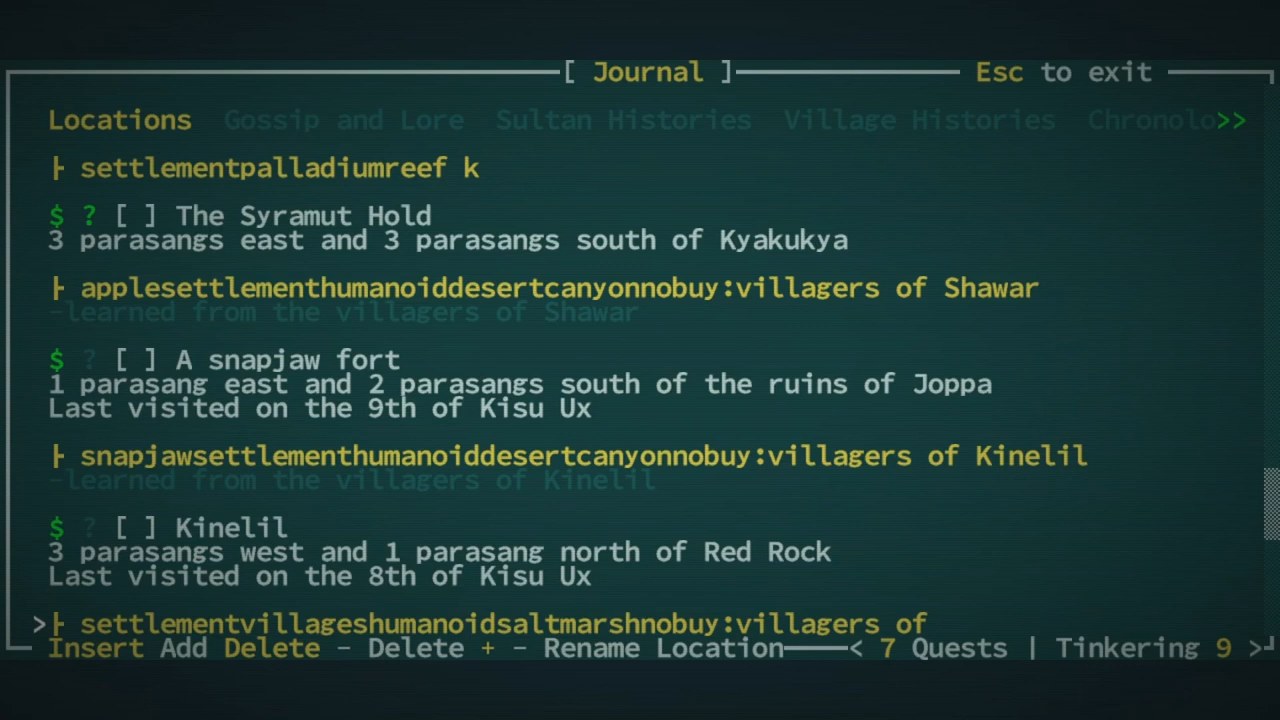 [ Journal ] Esc to exit
Locations Gossip and Lore Sultan Histories Village Histories Chronolo>>
├ settlementpalladiumreef k
$ ? [ ] The Syramut Hold
3 parasangs east and 3 parasangs south of Kyakukya
├ applesettlementhumanoiddesertcanyonnobuy:villagers of Shawar
-learned from the villagers of Shawar
$ ? [ ] A snapjaw fort
1 parasang east and 2 parasangs south of the ruins of Joppa
Last visited on the 9th of Kisu Ux
├ snapjawsettlementhumanoiddesertcanyonnobuy:villagers of Kinelil
-learned from the villagers of Kinelil
$ ? [ ] Kinelil
3 parasangs west and 1 parasang north of Red Rock
Last visited on the 8th of Kisu Ux
>├ settlementvillageshumanoidsaltmarshnobuy:villagers of
Insert Add Delete - Delete + - Rename Location < 7 Quests | Tinkering 9 >